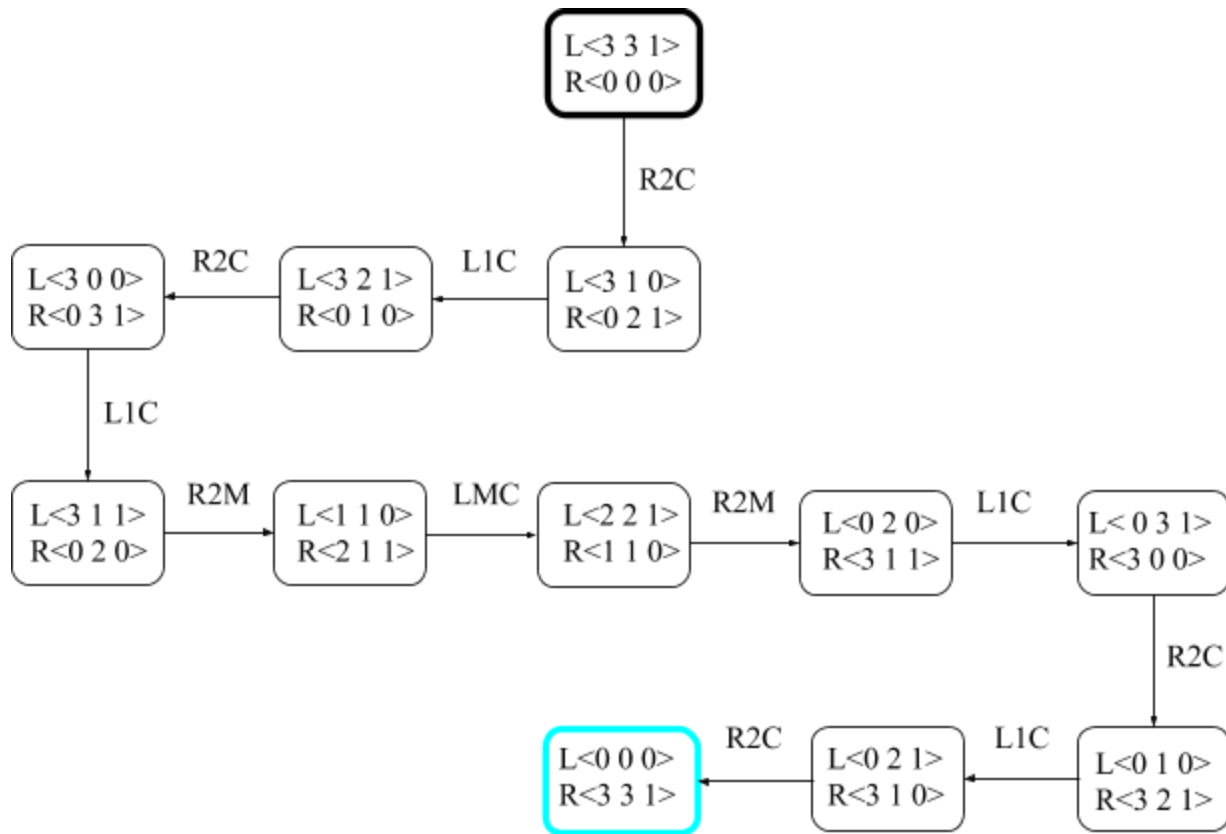 L<3 3 1>
R<0 0 0>
R2C
R2C
L1C
L<3 0 0>
R<0 3 1>
L<3 2 1>
R<0 1 0>
L<3 1 0>
R<0 2 1>
L1C
R2M
LMC
R2M
L1C
L<3 1 1>
R<0 2 0>
L<1 1 0>
R<2 1 1>
L<2 2 1>
R<1 1 0>
L<0 2 0>
R<3 1 1>
L< 0 3 1>
R<3 0 0>
R2C
R2C
L1C
L<0 0 0>
R<3 3 1>
L<0 2 1>
R<3 1 0>
L<0 1 0>
R<3 2 1>